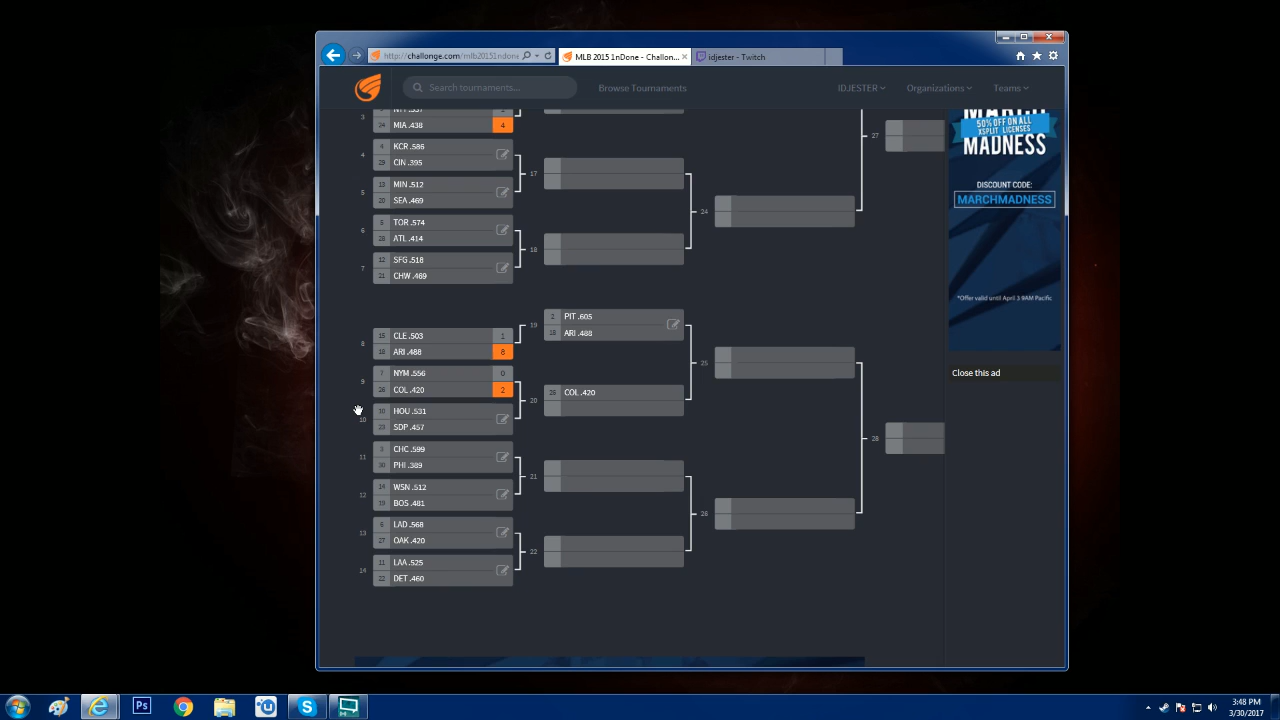 http://challonge.com/mlb20151ndone
MLB 2015 1nDone - Challon...
idjester - Twitch
Search tournaments...
Browse Tournaments
IDJESTER
Organizations
Teams
3
24 MIA .438 4
4
4 KCR .586
29 CIN .395
5
13 MIN .512
20 SEA .469
6
5 TOR .574
ATL .414
7
12 SFG .518
21 CHW .469
8
15 CLE .503 1
18 ARI .488 8
9
7 NYM .556 0
COL .420 2
10
10 HOU .531
23 SDP .457
11
3 CHC .599
30 PHI .389
12
14 WSN .512
19 BOS .481
13
6 LAD .568
27 OAK .420
14
11 LAA .525
22 DET .460
17
18
19
2 PIT .605
18 ARI .488
20
COL .420
21
22
24
25
26
27
28
MARCH
50% OFF ON ALL
XSPLIT LICENSES
MADNESS
DISCOUNT CODE:
MARCHMADNESS
*Offer valid until April 3 9AM Pacific
Close this ad
Ps
3:48 PM
3/30/2017